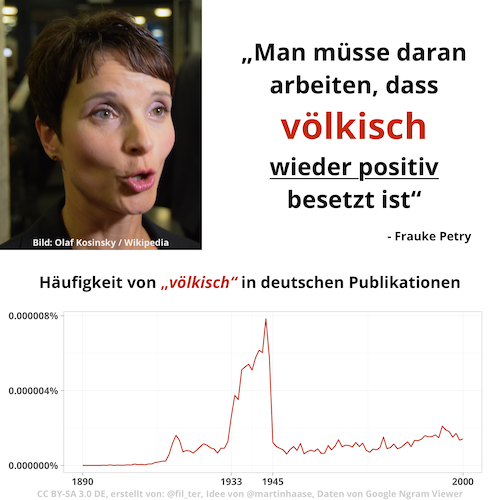 „Man müsse daran
arbeiten, dass
völkisch
wieder positiv
besetzt ist“
- Frauke Petry
Bild: Olaf Kosinsky / Wikipedia
Häufigkeit von „völkisch“ in deutschen Publikationen
0.000008%
0.000004%
0.000000%
1890 1933 1945 2000
CC BY-SA 3.0 DE, erstellt von: @fil_ter, Idee von @martinhaase, Daten von Google Ngram Viewer